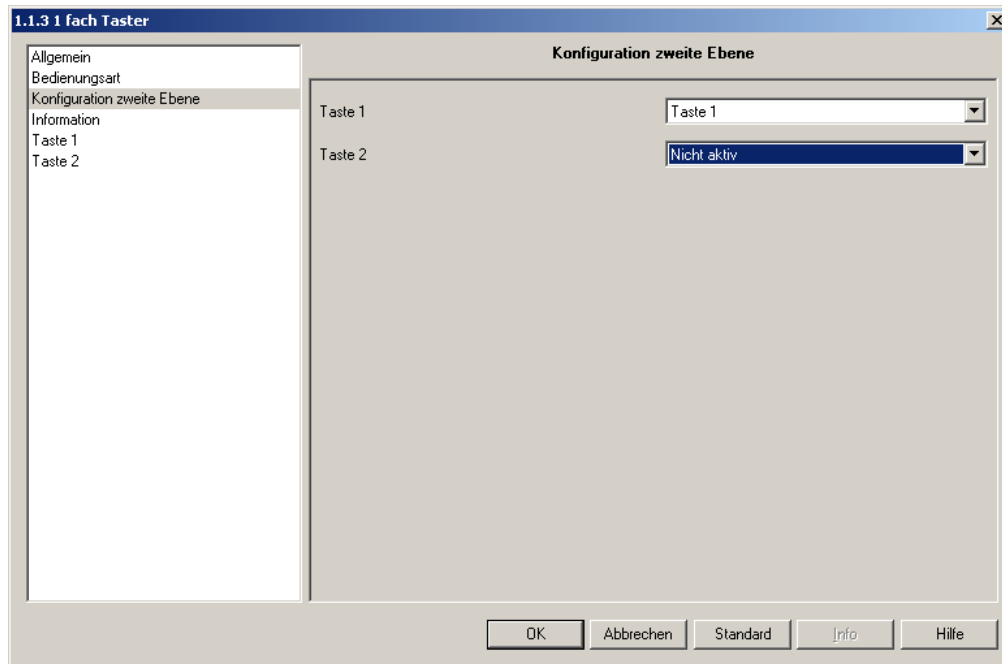 1.1.3 1 fach Taster
Allgemein
Bedienungsart
Konfiguration zweite Ebene
Information
Taste 1
Taste 2
Konfiguration zweite Ebene
Taste 1
Taste 1
Taste 2
Nicht aktiv
OK
Abbrechen
Standard
Info
Hilfe